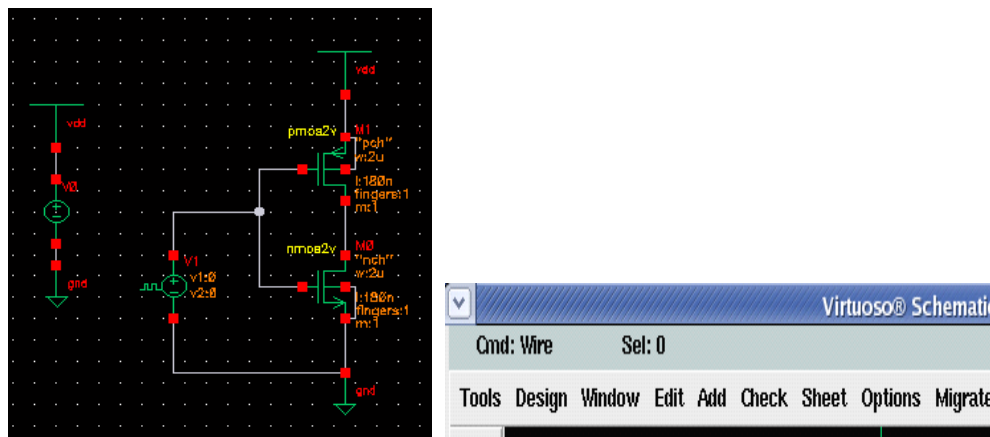 vdd
vdd
pmos2v M1
"pch"
w:2u
V0
l:180n
fingers:1
m:1
nmos2v M0
"nch"
w:2u
V1
v1:0
v2:0
gnd
l:180n
fingers:1
m:1
gnd
Virtuoso® Schematic
Cmd: Wire Sel: 0
Tools Design Window Edit Add Check Sheet Options Migrate